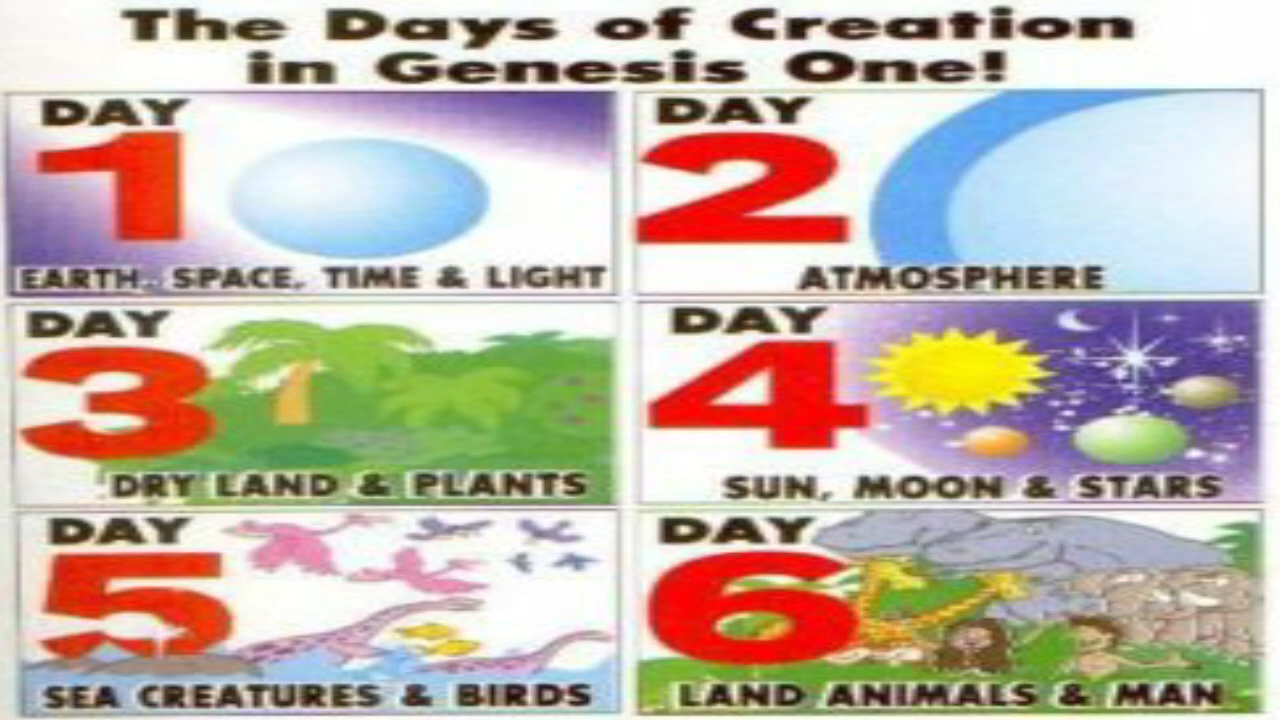 The Days of Creation
in Genesis One!
DAY
1
EARTH, SPACE, TIME & LIGHT
DAY
2
ATMOSPHERE
DAY
3
DRY LAND & PLANTS
DAY
4
SUN, MOON & STARS
DAY
5
SEA CREATURES & BIRDS
DAY
6
LAND ANIMALS & MAN